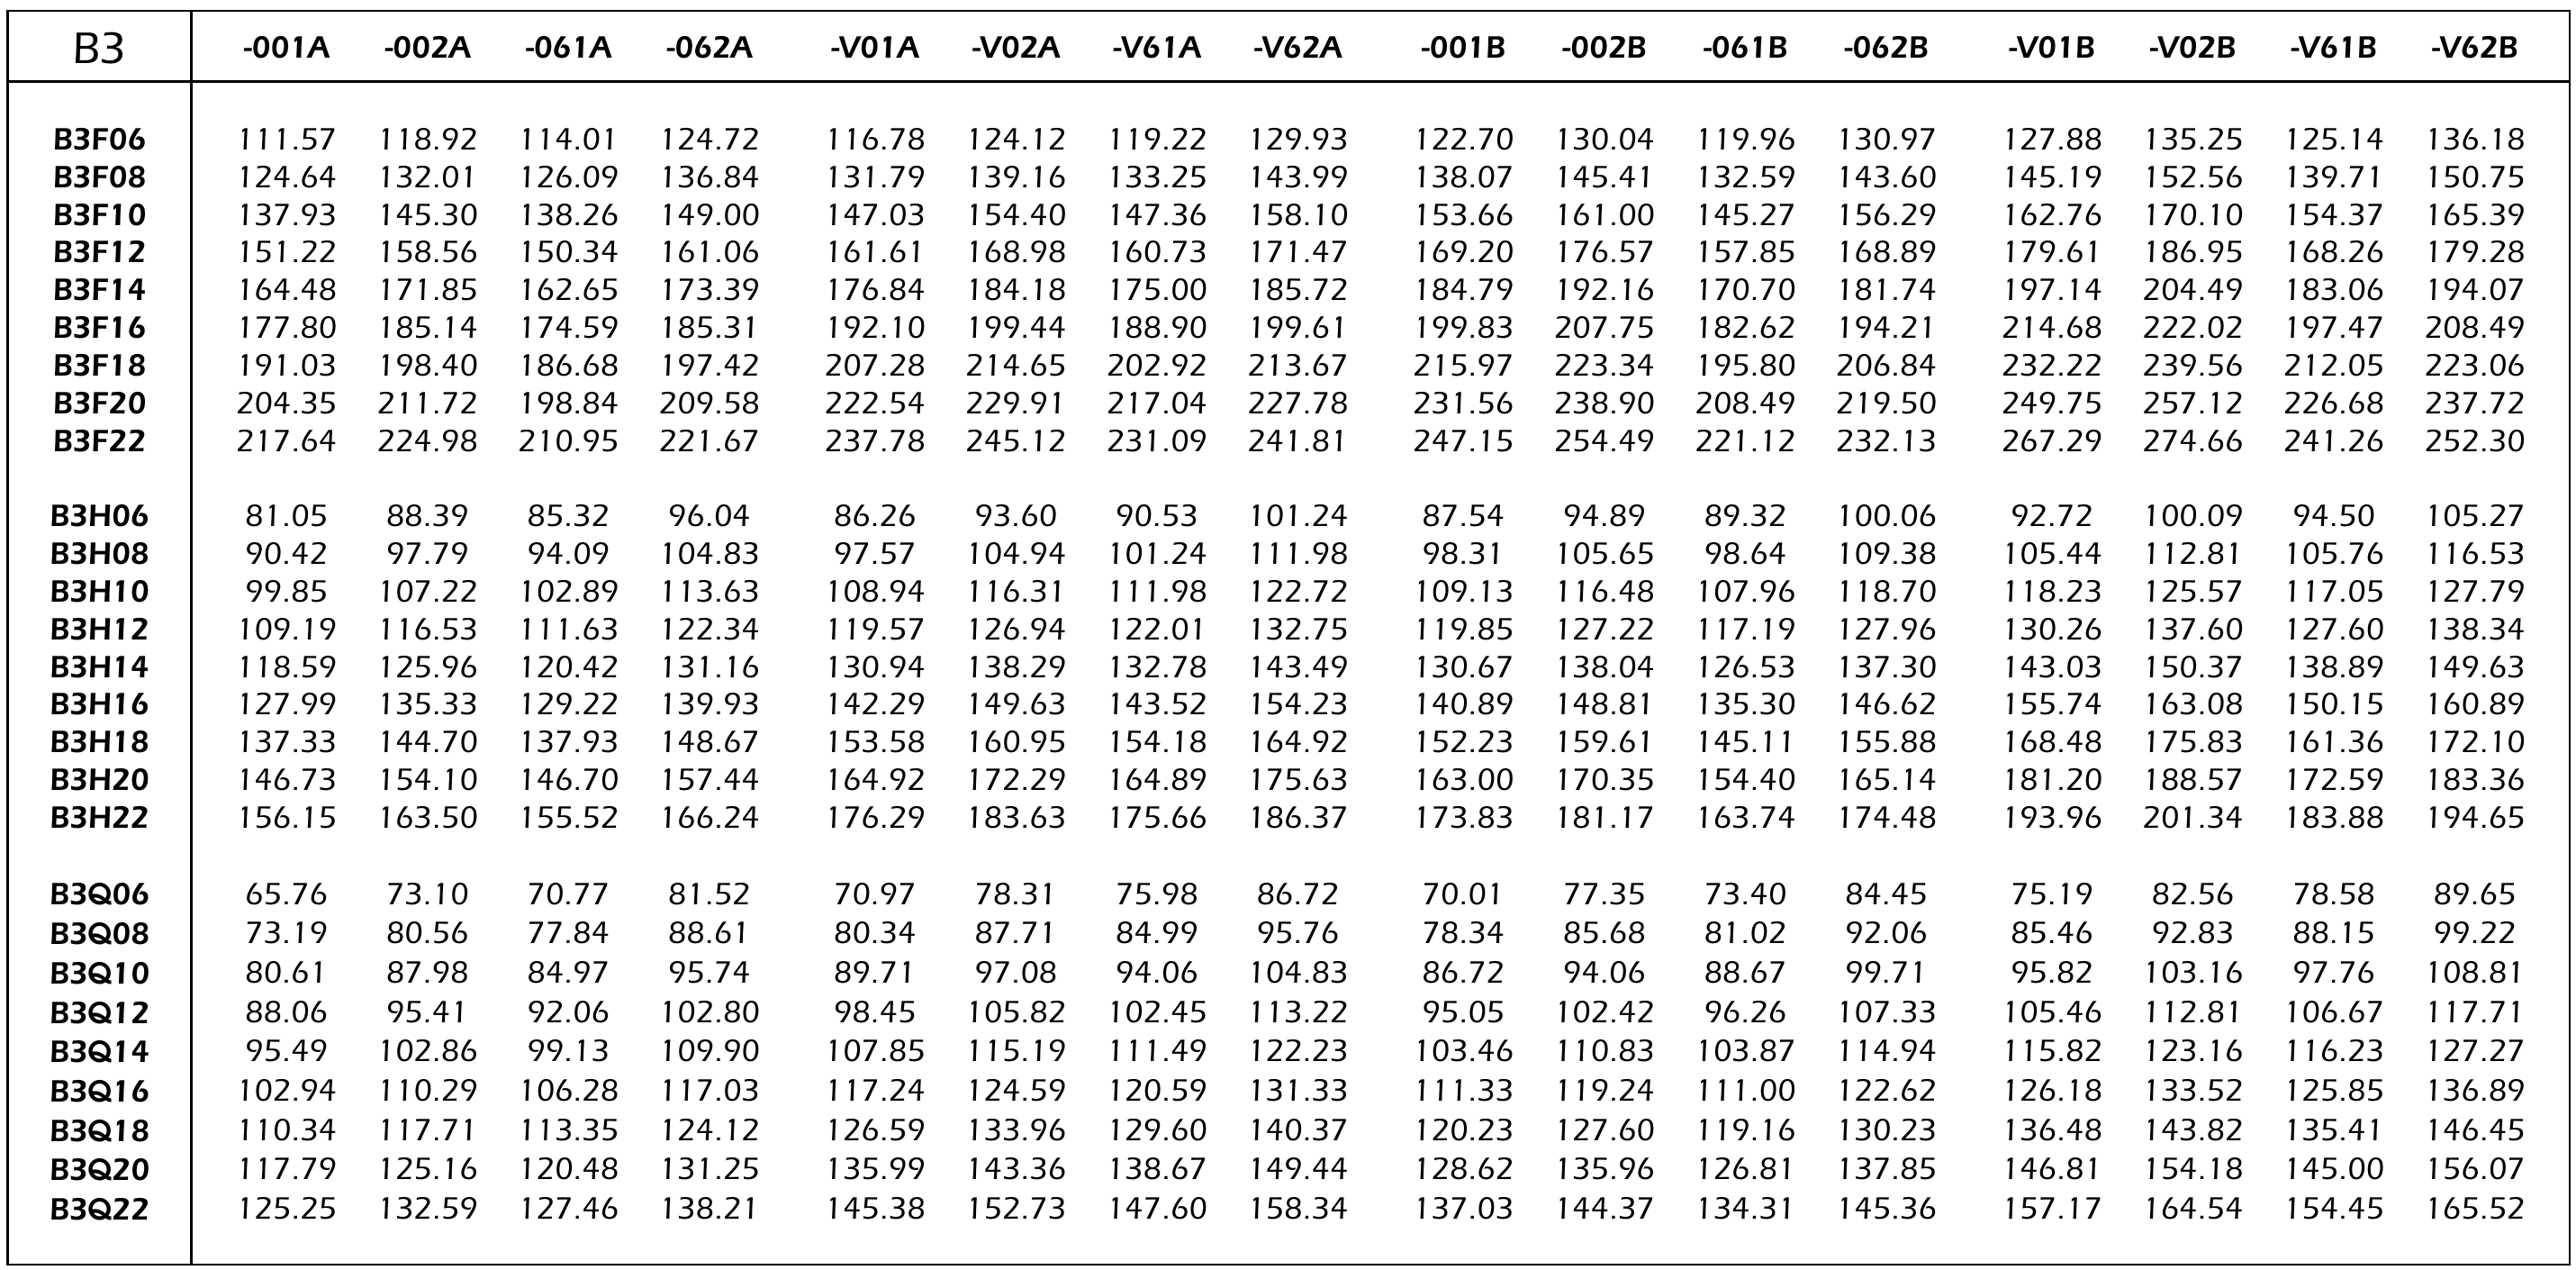 B3 -001A -002A -061A -062A -V01A -V02A -V61A -V62A -001B -002B -061B -062B -V01B -V02B -V61B -V62B
B3F06 111.57 118.92 114.01 124.72 116.78 124.12 119.22 129.93 122.70 130.04 119.96 130.97 127.88 135.25 125.14 136.18
B3F08 124.64 132.01 126.09 136.84 131.79 139.16 133.25 143.99 138.07 145.41 132.59 143.60 145.19 152.56 139.71 150.75
B3F10 137.93 145.30 138.26 149.00 147.03 154.40 147.36 158.10 153.66 161.00 145.27 156.29 162.76 170.10 154.37 165.39
B3F12 151.22 158.56 150.34 161.06 161.61 168.98 160.73 171.47 169.20 176.57 157.85 168.89 179.61 186.95 168.26 179.28
B3F14 164.48 171.85 162.65 173.39 176.84 184.18 175.00 185.72 184.79 192.16 170.70 181.74 197.14 204.49 183.06 194.07
B3F16 177.80 185.14 174.59 185.31 192.10 199.44 188.90 199.61 199.83 207.75 182.62 194.21 214.68 222.02 197.47 208.49
B3F18 191.03 198.40 186.68 197.42 207.28 214.65 202.92 213.67 215.97 223.34 195.80 206.84 232.22 239.56 212.05 223.06
B3F20 204.35 211.72 198.84 209.58 222.54 229.91 217.04 227.78 231.56 238.90 208.49 219.50 249.75 257.12 226.68 237.72
B3F22 217.64 224.98 210.95 221.67 237.78 245.12 231.09 241.81 247.15 254.49 221.12 232.13 267.29 274.66 241.26 252.30
B3H06 81.05 88.39 85.32 96.04 86.26 93.60 90.53 101.24 87.54 94.89 89.32 100.06 92.72 100.09 94.50 105.27
B3H08 90.42 97.79 94.09 104.83 97.57 104.94 101.24 111.98 98.31 105.65 98.64 109.38 105.44 112.81 105.76 116.53
B3H10 99.85 107.22 102.89 113.63 108.94 116.31 111.98 122.72 109.13 116.48 107.96 118.70 118.23 125.57 117.05 127.79
B3H12 109.19 116.53 111.63 122.34 119.57 126.94 122.01 132.75 119.85 127.22 117.19 127.96 130.26 137.60 127.60 138.34
B3H14 118.59 125.96 120.42 131.16 130.94 138.29 132.78 143.49 130.67 138.04 126.53 137.30 143.03 150.37 138.89 149.63
B3H16 127.99 135.33 129.22 139.93 142.29 149.63 143.52 154.23 140.89 148.81 135.30 146.62 155.74 163.08 150.15 160.89
B3H18 137.33 144.70 137.93 148.67 153.58 160.95 154.18 164.92 152.23 159.61 145.11 155.88 168.48 175.83 161.36 172.10
B3H20 146.73 154.10 146.70 157.44 164.92 172.29 164.89 175.63 163.00 170.35 154.40 165.14 181.20 188.57 172.59 183.36
B3H22 156.15 163.50 155.52 166.24 176.29 183.63 175.66 186.37 173.83 181.17 163.74 174.48 193.96 201.34 183.88 194.65
B3Q06 65.76 73.10 70.77 81.52 70.97 78.31 75.98 86.72 70.01 77.35 73.40 84.45 75.19 82.56 78.58 89.65
B3Q08 73.19 80.56 77.84 88.61 80.34 87.71 84.99 95.76 78.34 85.68 81.02 92.06 85.46 92.83 88.15 99.22
B3Q10 80.61 87.98 84.97 95.74 89.71 97.08 94.06 104.83 86.72 94.06 88.67 99.71 95.82 103.16 97.76 108.81
B3Q12 88.06 95.41 92.06 102.80 98.45 105.82 102.45 113.22 95.05 102.42 96.26 107.33 105.46 112.81 106.67 117.71
B3Q14 95.49 102.86 99.13 109.90 107.85 115.19 111.49 122.23 103.46 110.83 103.87 114.94 115.82 123.16 116.23 127.27
B3Q16 102.94 110.29 106.28 117.03 117.24 124.59 120.59 131.33 111.33 119.24 111.00 122.62 126.18 133.52 125.85 136.89
B3Q18 110.34 117.71 113.35 124.12 126.59 133.96 129.60 140.37 120.23 127.60 119.16 130.23 136.48 143.82 135.41 146.45
B3Q20 117.79 125.16 120.48 131.25 135.99 143.36 138.67 149.44 128.62 135.96 126.81 137.85 146.81 154.18 145.00 156.07
B3Q22 125.25 132.59 127.46 138.21 145.38 152.73 147.60 158.34 137.03 144.37 134.31 145.36 157.17 164.54 154.45 165.52